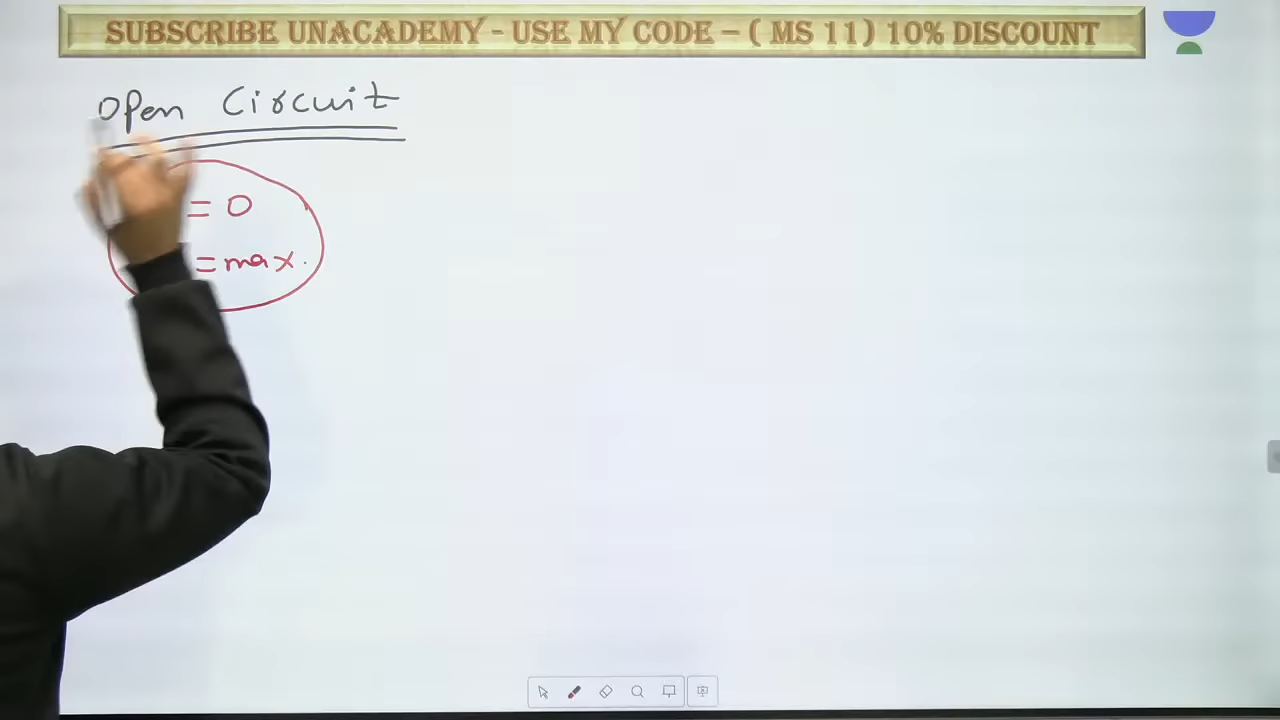 SUBSCRIBE UNACADEMY - USE MY CODE – ( MS 11) 10% DISCOUNT
Open Circuit
= 0
= max.